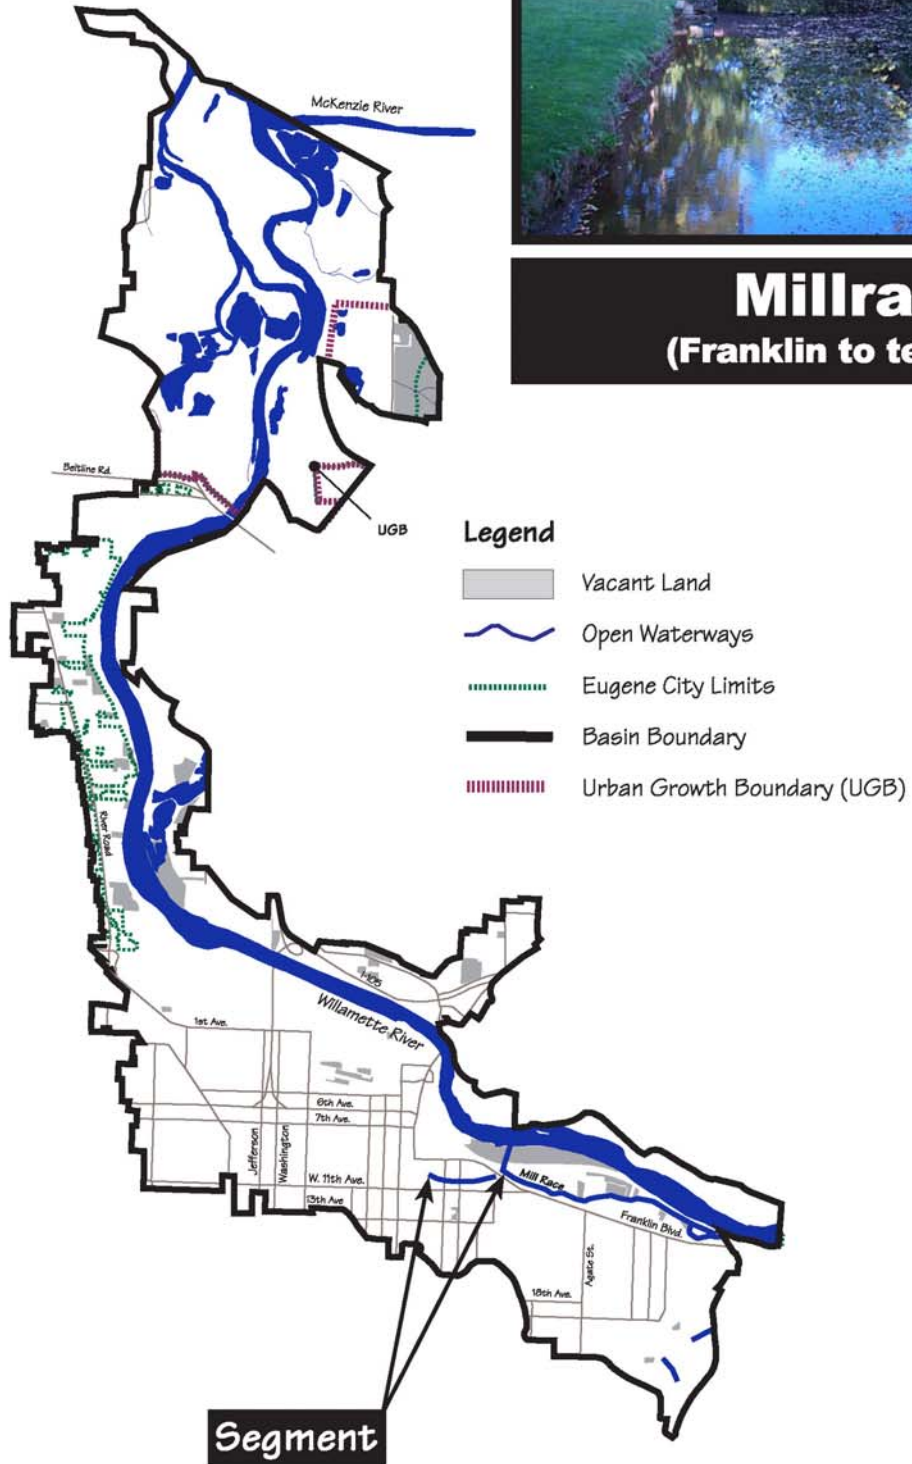 McKenzie River
Millra
(Franklin to te
Beltline Rd.
UGB
Legend
Vacant Land
Open Waterways
Eugene City Limits
Basin Boundary
Urban Growth Boundary (UGB)
River Road
I-105
Willamette River
1st Ave.
6th Ave.
7th Ave.
Jefferson
Washington
W. 11th Ave.
13th Ave
Mill Race
Franklin Blvd.
Agate St.
18th Ave.
Segment